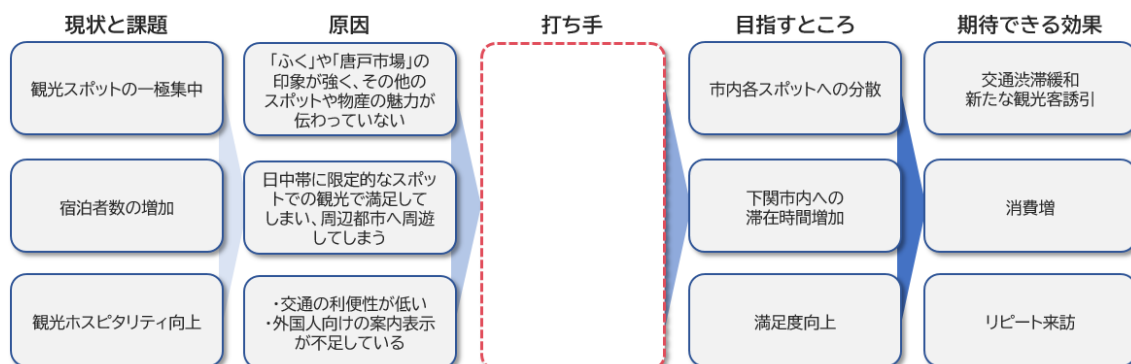 現状と課題
原因
打ち手
目指すところ
期待できる効果
観光スポットの一極集中
「ふく」や「唐戸市場」の
印象が強く、その他の
スポットや物産の魅力が
伝わっていない
市内各スポットへの分散
交通渋滞緩和
新たな観光客誘引
宿泊者数の増加
日中帯に限定的なスポッ
トでの観光で満足して
しまい、周辺都市へ周遊
してしまう
下関市内への
滞在時間増加
消費増
観光ホスピタリティ向上
・交通の利便性が低い
・外国人向けの案内表示
が不足している
満足度向上
リピート来訪